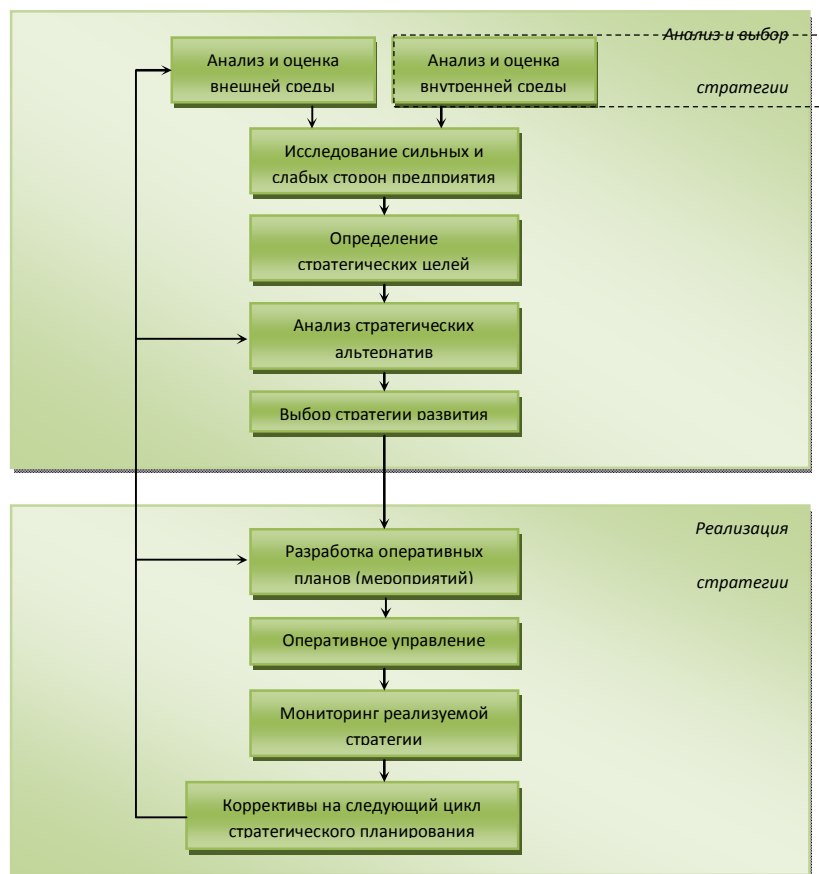 Анализ и выбор
стратегии
Анализ и оценка
внешней среды
Анализ и оценка
внутренней среды
Исследование сильных и
слабых сторон предприятия
Определение
стратегических целей
Анализ стратегических
альтернатив
Выбор стратегии развития
Реализация
стратегии
Разработка оперативных
планов (мероприятий)
Оперативное управление
Мониторинг реализуемой
стратегии
Коррективы на следующий цикл
стратегического планирования